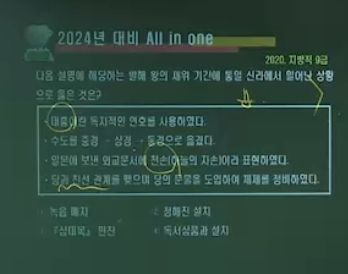 2024년 대비 All in one
2020. 지방직 9급
다음 설명에 해당하는 발해 왕의 재위 기간에 통일 신라에서 일어난 상황
으로 옳은 것은?
· 대흥이란 독자적인 연호를 사용하였다.
· 수도를 중경 → 상경 → 동경으로 옮겼다.
· 일본에 보낸 외교문서에 천손(하늘의 자손)이라 표현하였다.
· 당과 친선 관계를 맺으며 당의 문물을 도입하여 체제를 정비하였다.
① 녹읍 폐지 ② 청해진 설치
③ 『삼대목』 편찬 ④ 독서삼품과 설치